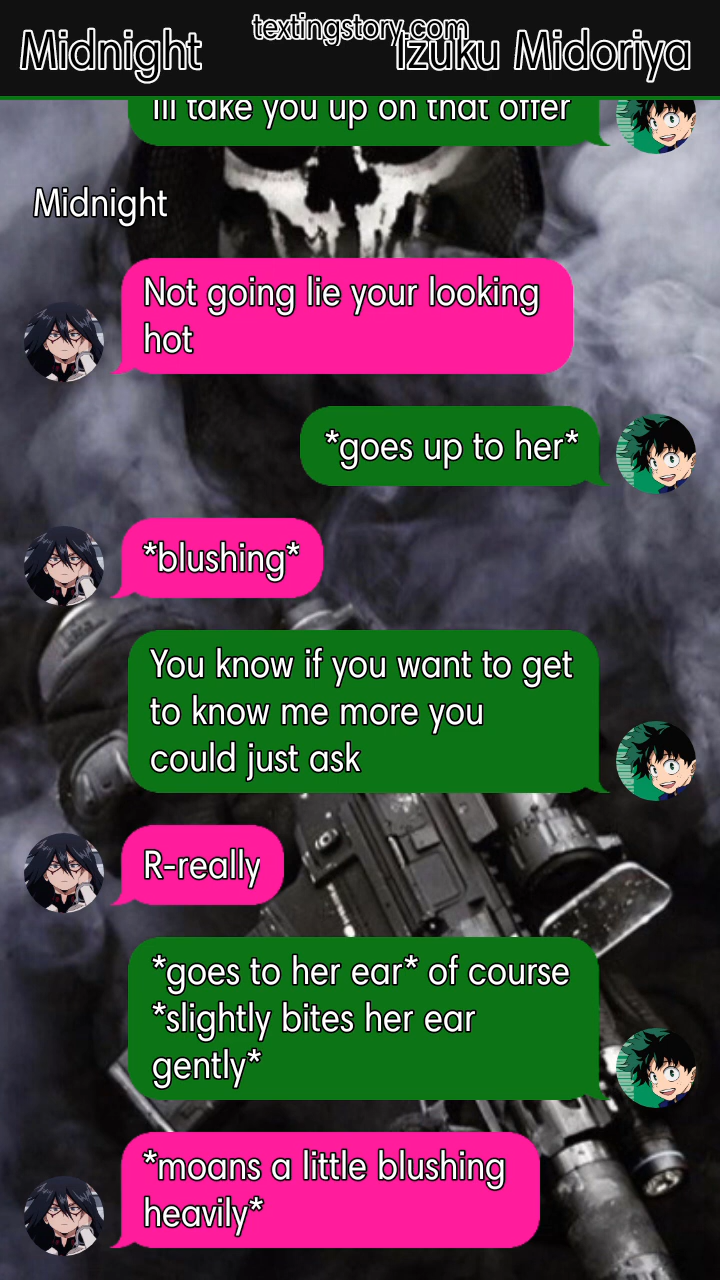 textingstory.com
Midnight
Izuku Midoriya
ill take you up on that offer
Midnight
Not going lie your looking
hot
*goes up to her*
*blushing*
You know if you want to get
to know me more you
could just ask
R-really
*goes to her ear* of course
*slightly bites her ear
gently*
*moans a little blushing
heavily*